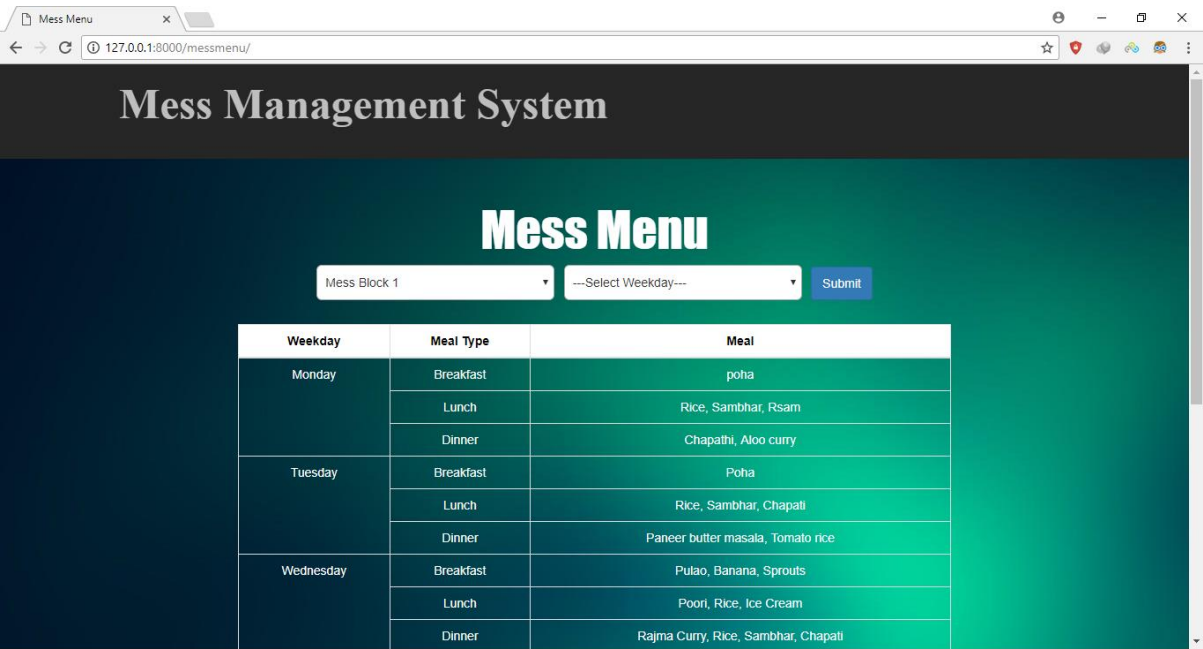 Mess Menu
127.0.0.1:8000/messmenu/
Mess Management System
Mess Menu
Mess Block 1 ---Select Weekday--- Submit
Weekday Meal Type Meal
Monday Breakfast poha
Lunch Rice, Sambhar, Rsam
Dinner Chapathi, Aloo curry
Tuesday Breakfast Poha
Lunch Rice, Sambhar, Chapati
Dinner Paneer butter masala, Tomato rice
Wednesday Breakfast Pulao, Banana, Sprouts
Lunch Poori, Rice, Ice Cream
Dinner Rajma Curry, Rice, Sambhar, Chapati